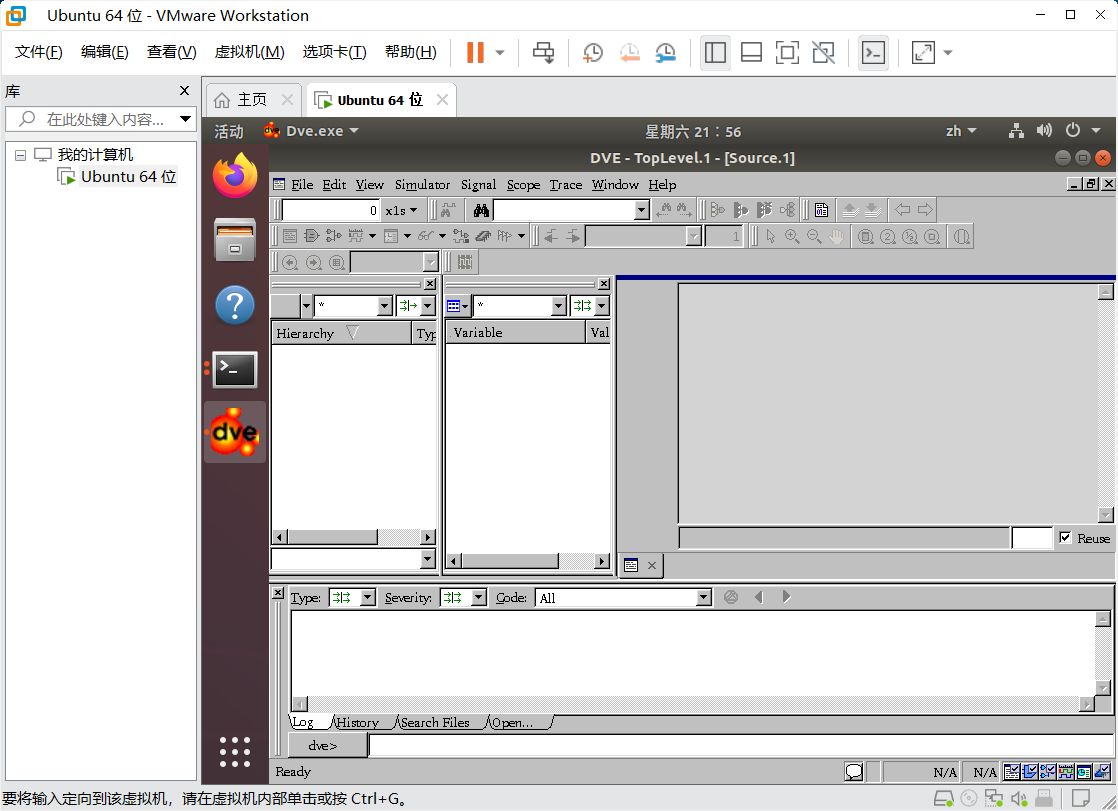 Ubuntu 64 位 - VMware Workstation
文件(F) 编辑(E) 查看(V) 虚拟机(M) 选项卡(T) 帮助(H)
库
在此处键入内容...
我的计算机
Ubuntu 64 位
主页
Ubuntu 64 位
活动 Dve.exe 星期六 21：56 zh
DVE - TopLevel.1 - [Source.1]
File Edit View Simulator Signal Scope Trace Window Help
0 x1s
1
* *
Hierarchy Typ Variable Val
Reuse
Type: Severity: Code: All
Log History Search Files Open...
dve>
Ready N/A N/A
dve
要将输入定向到该虚拟机，请在虚拟机内部单击或按 Ctrl+G。